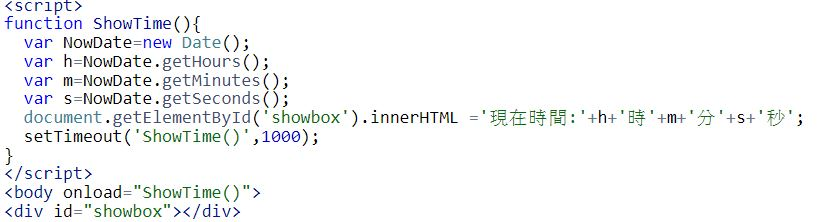 <script>
function ShowTime(){
  var NowDate=new Date();
  var h=NowDate.getHours();
  var m=NowDate.getMinutes();
  var s=NowDate.getSeconds();
  document.getElementById('showbox').innerHTML ='現在時間:'+h+'時'+m+'分'+s+'秒';
  setTimeout('ShowTime()',1000);
}
</script>
<body onload="ShowTime()">
<div id="showbox"></div>